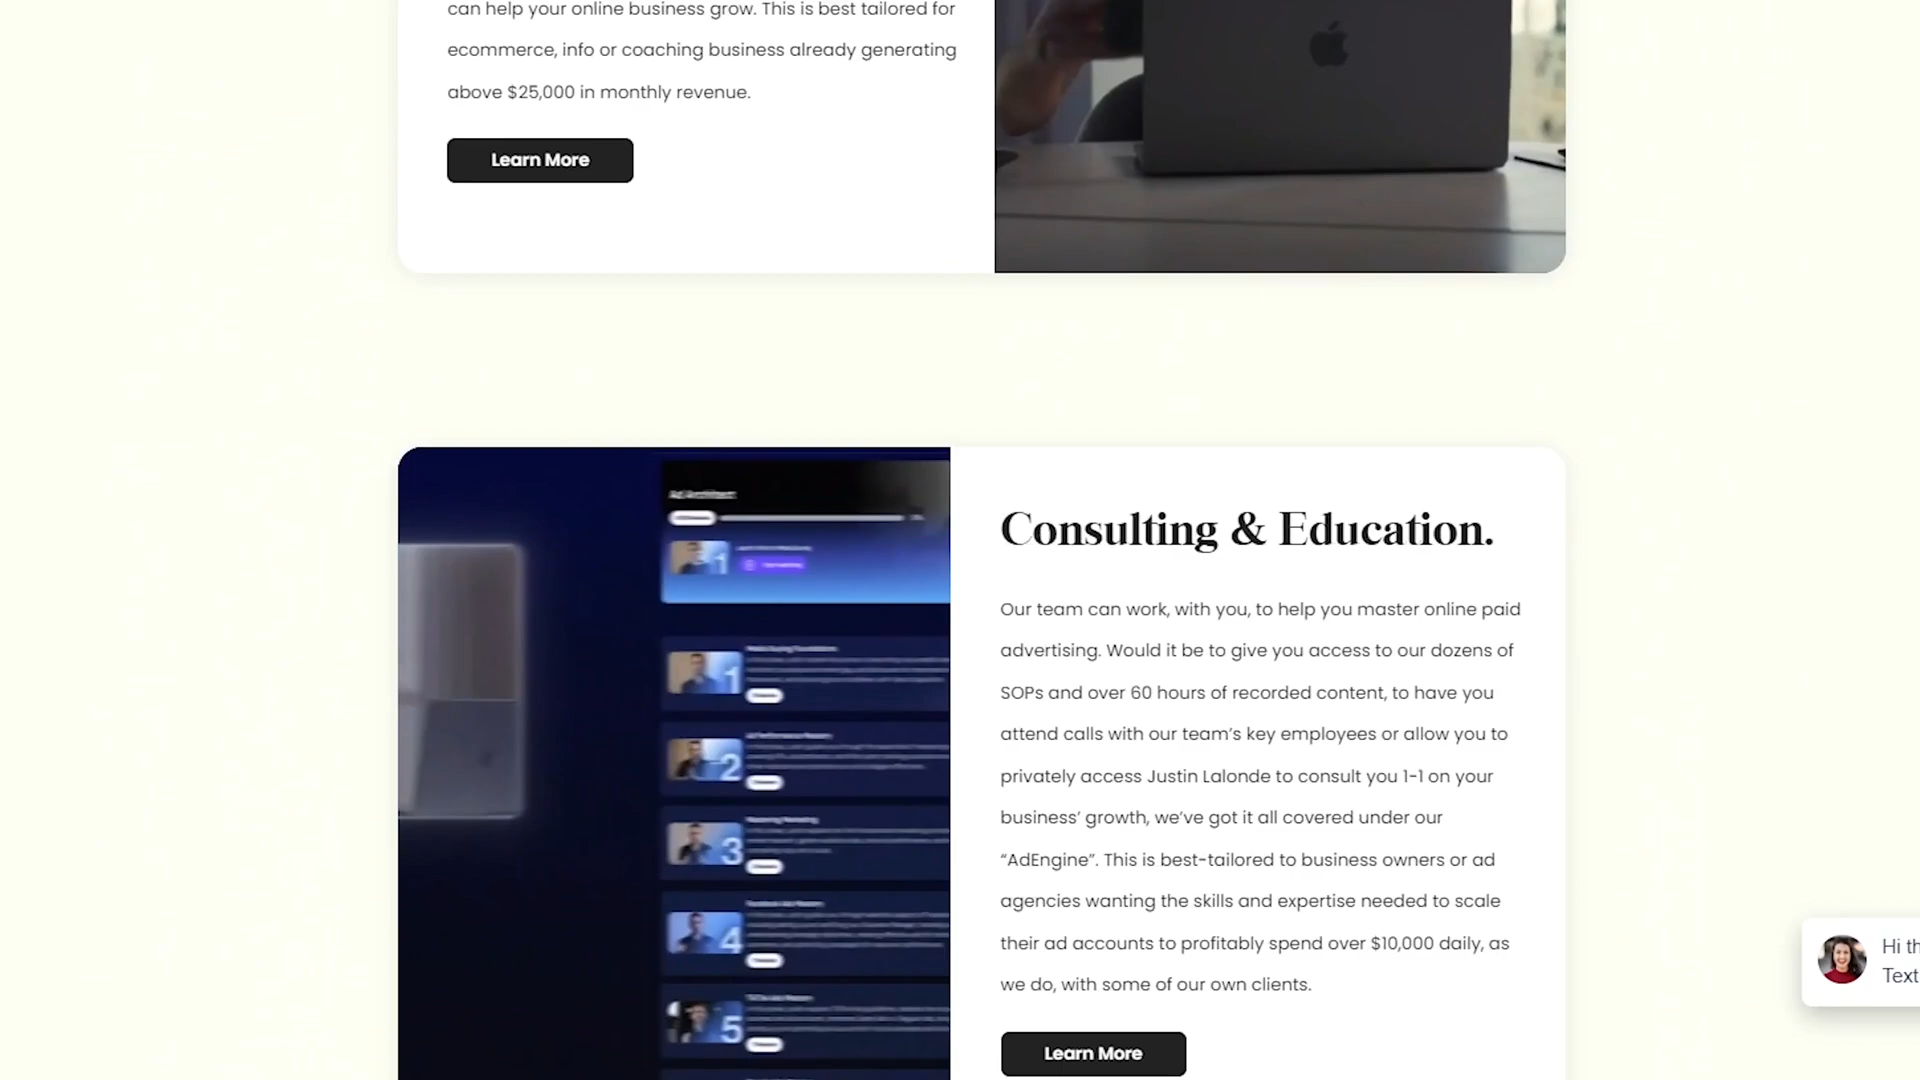 can help your online business grow. This is best tailored for
ecommerce, info or coaching business already generating
above $25,000 in monthly revenue.
Learn More
Ad Architect
1
1
2
3
4
5
Consulting & Education.
Our team can work, with you, to help you master online paid
advertising. Would it be to give you access to our dozens of
SOPs and over 60 hours of recorded content, to have you
attend calls with our team’s key employees or allow you to
privately access Justin Lalonde to consult you 1-1 on your
business’ growth, we’ve got it all covered under our
“AdEngine”. This is best-tailored to business owners or ad
agencies wanting the skills and expertise needed to scale
their ad accounts to profitably spend over $10,000 daily, as
we do, with some of our own clients.
Learn More
Hi th
Text